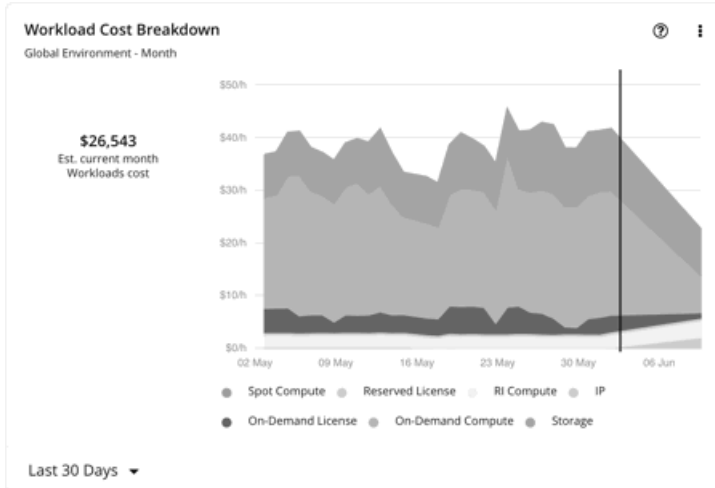 Workload Cost Breakdown
Global Environment - Month
$50/h
$26,543
Est. current month
Workloads cost
$40/h
$30/h
$20/h
$10/h
$0/h
02 May 09 May 16 May 23 May 30 May 06 Jun
Spot Compute Reserved License RI Compute IP
On-Demand License On-Demand Compute Storage
Last 30 Days